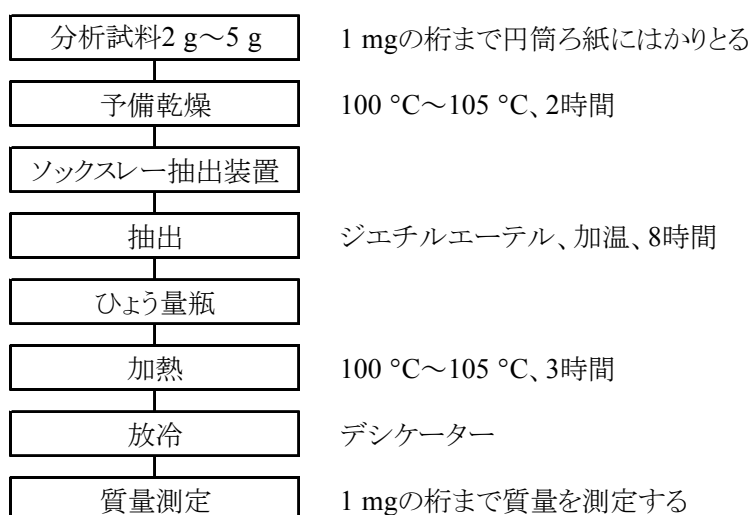 分析試料2 g～5 g 1 mgの桁まで円筒ろ紙にはかりとる
予備乾燥 100 °C～105 °C、2時間
ソックスレー抽出装置
抽出 ジエチルエーテル、加温、8時間
ひょう量瓶
加熱 100 °C～105 °C、3時間
放冷 デシケーター
質量測定 1 mgの桁まで質量を測定する